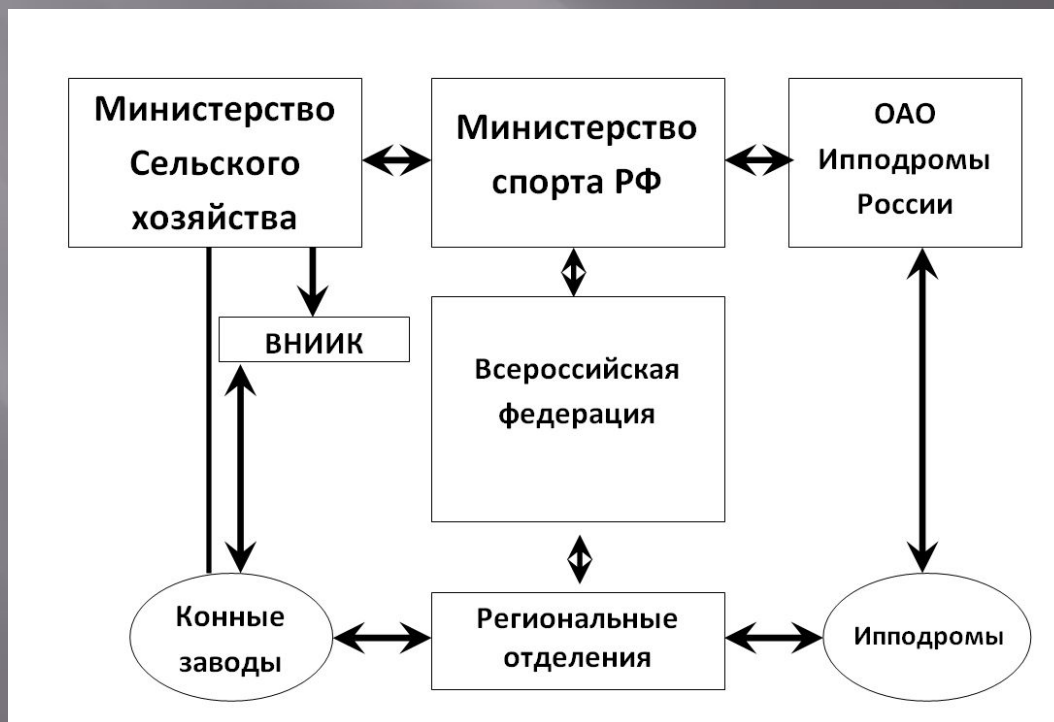 Министерство
Сельского
хозяйства
Министерство
спорта РФ
ОАО
Ипподромы
России
ВНИИК
Всероссийская
федерация
Конные
заводы
Региональные
отделения
Ипподромы